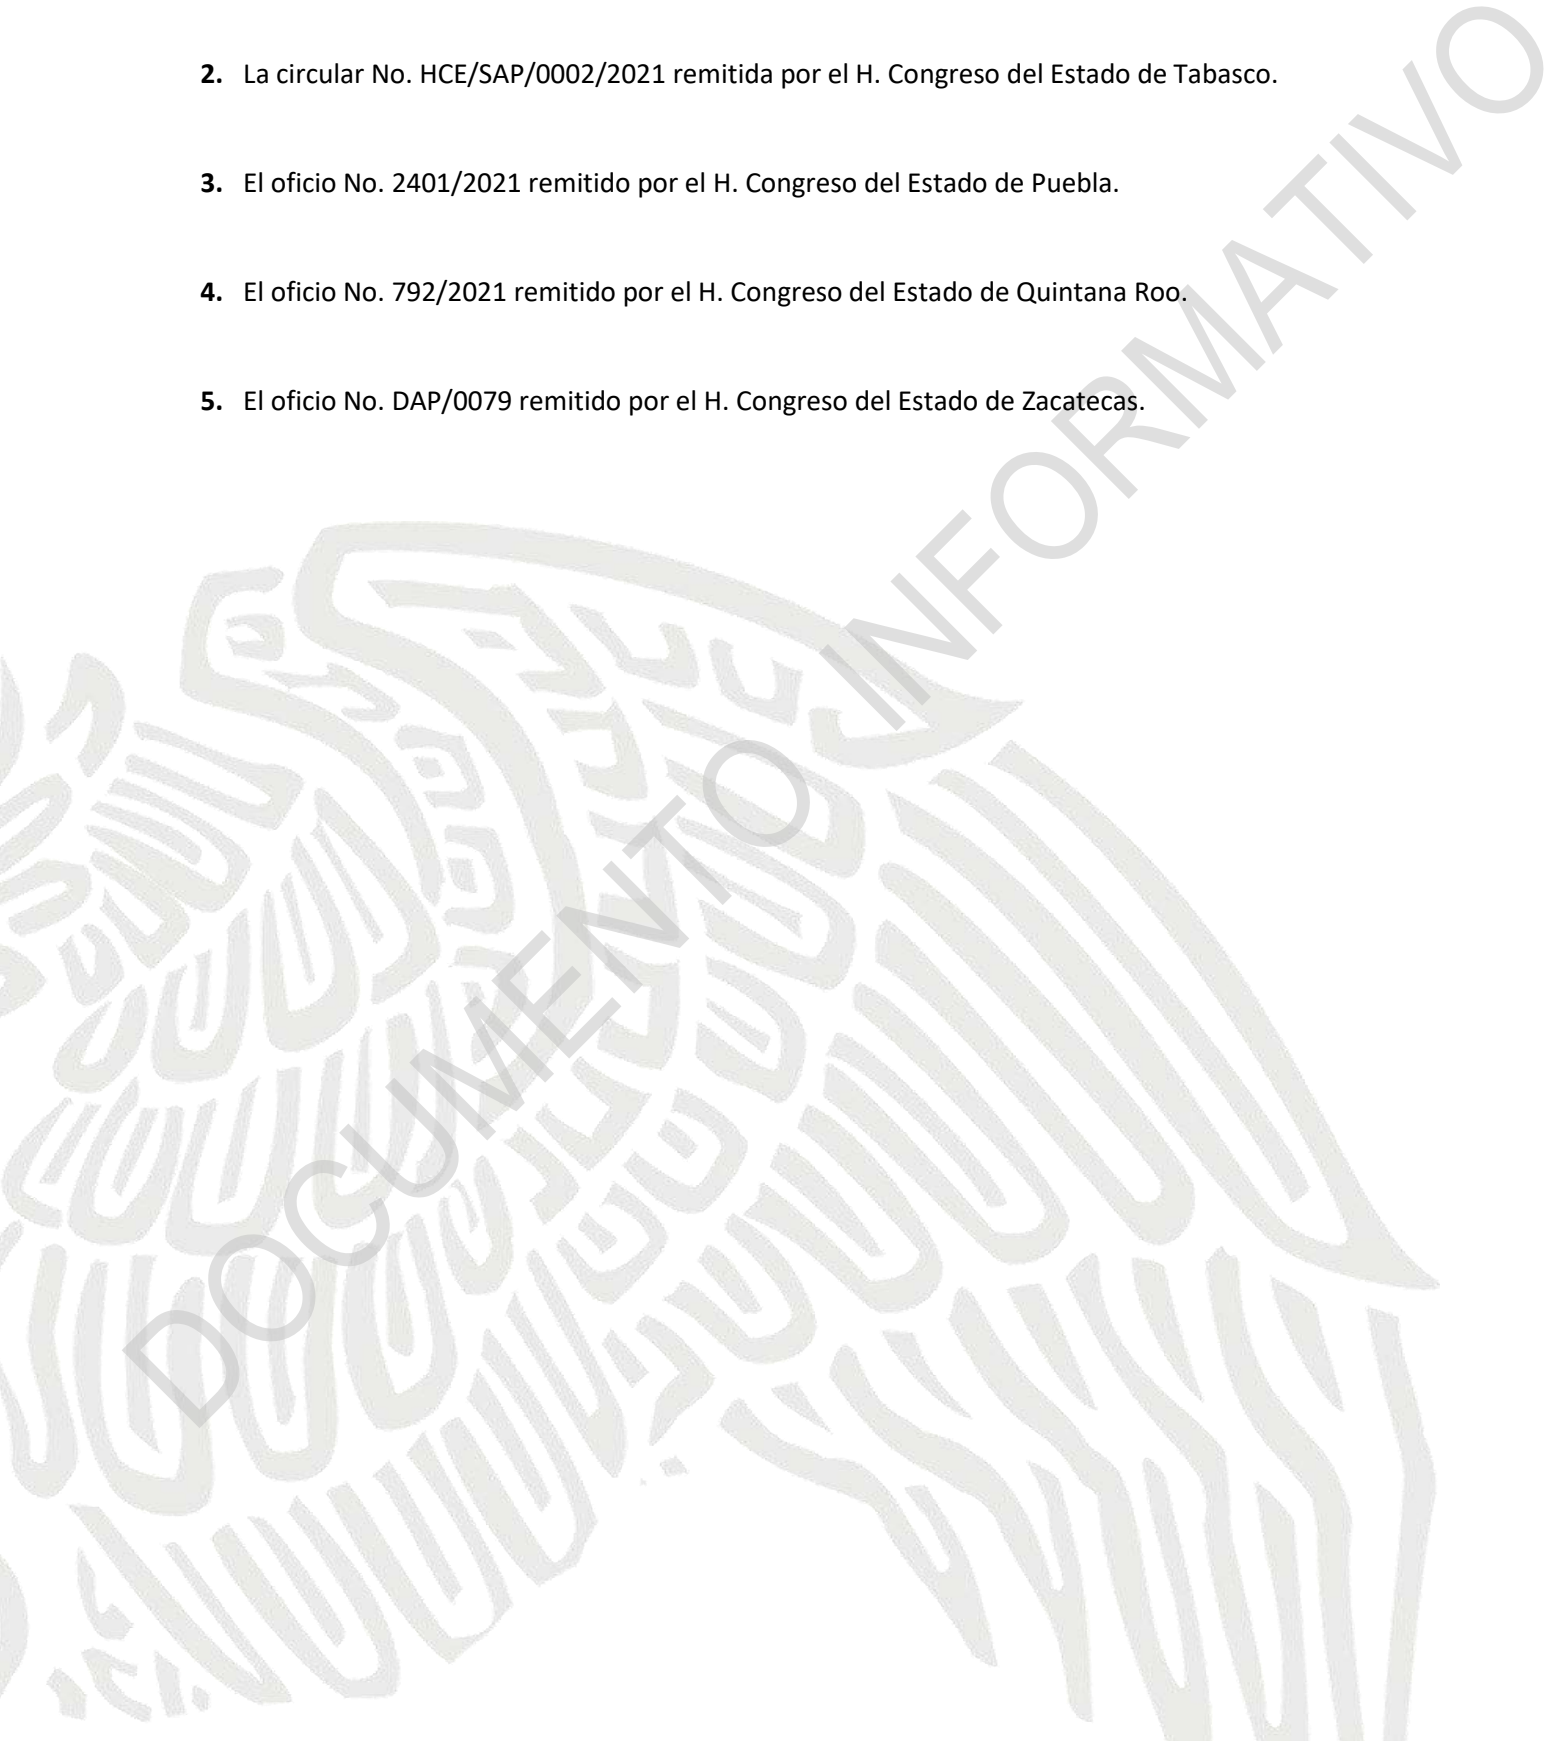 2. La circular No. HCE/SAP/0002/2021 remitida por el H. Congreso del Estado de Tabasco.
3. El oficio No. 2401/2021 remitido por el H. Congreso del Estado de Puebla.
4. El oficio No. 792/2021 remitido por el H. Congreso del Estado de Quintana Roo.
5. El oficio No. DAP/0079 remitido por el H. Congreso del Estado de Zacatecas.
DOCUMENTO INFORMATIVO